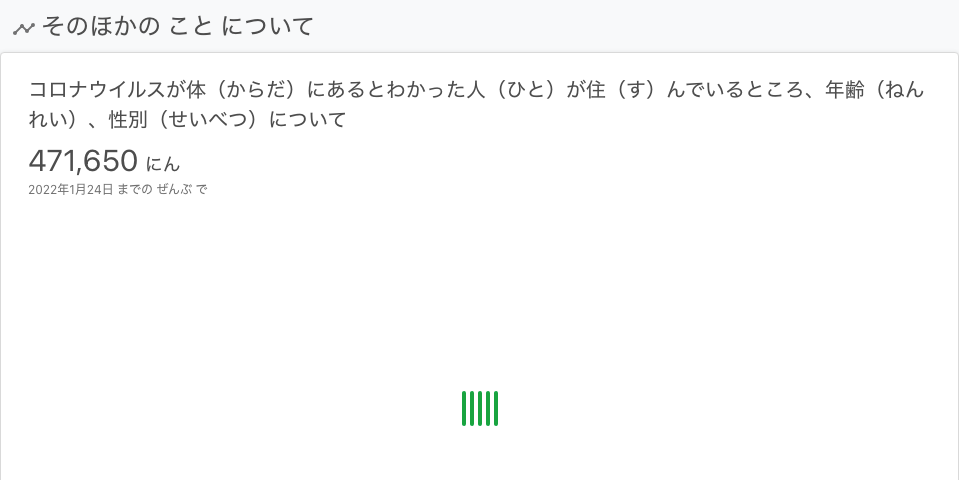 そのほかの こと について
コロナウイルスが体（からだ）にあるとわかった人（ひと）が住（す）んでいるところ、年齢（ねん
れい）、性別（せいべつ）について
471,650 にん
2022年1月24日 までの ぜんぶ で